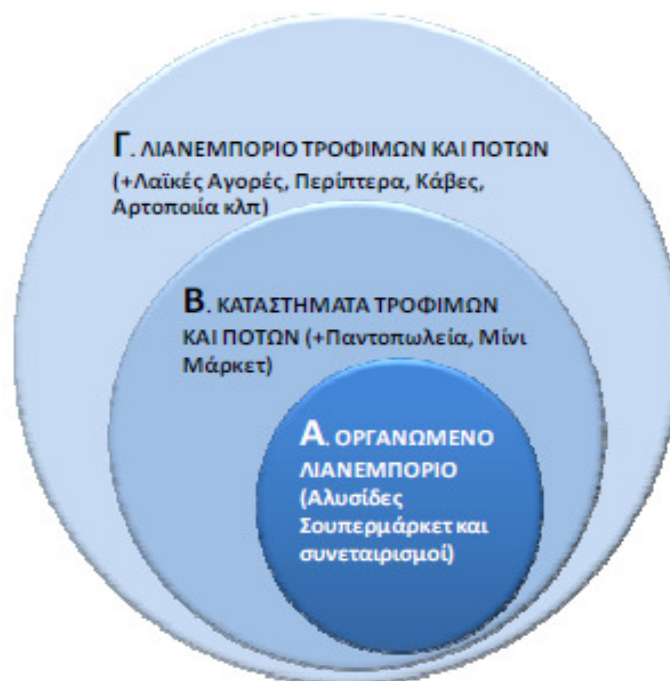 Γ. ΛΙΑΝΕΜΠΟΡΙΟ ΤΡΟΦΙΜΩΝ ΚΑΙ ΠΟΤΩΝ
(+Λαϊκές Αγορές, Περίπτερα, Κάβες,
Αρτοποιία κλπ)
Β. ΚΑΤΑΣΤΗΜΑΤΑ ΤΡΟΦΙΜΩΝ
ΚΑΙ ΠΟΤΩΝ (+Παντοπωλεία, Μίνι
Μάρκετ)
Α. ΟΡΓΑΝΩΜΕΝΟ
ΛΙΑΝΕΜΠΟΡΙΟ
(Αλυσίδες
Σουπερμάρκετ και
συνεταιρισμοί)